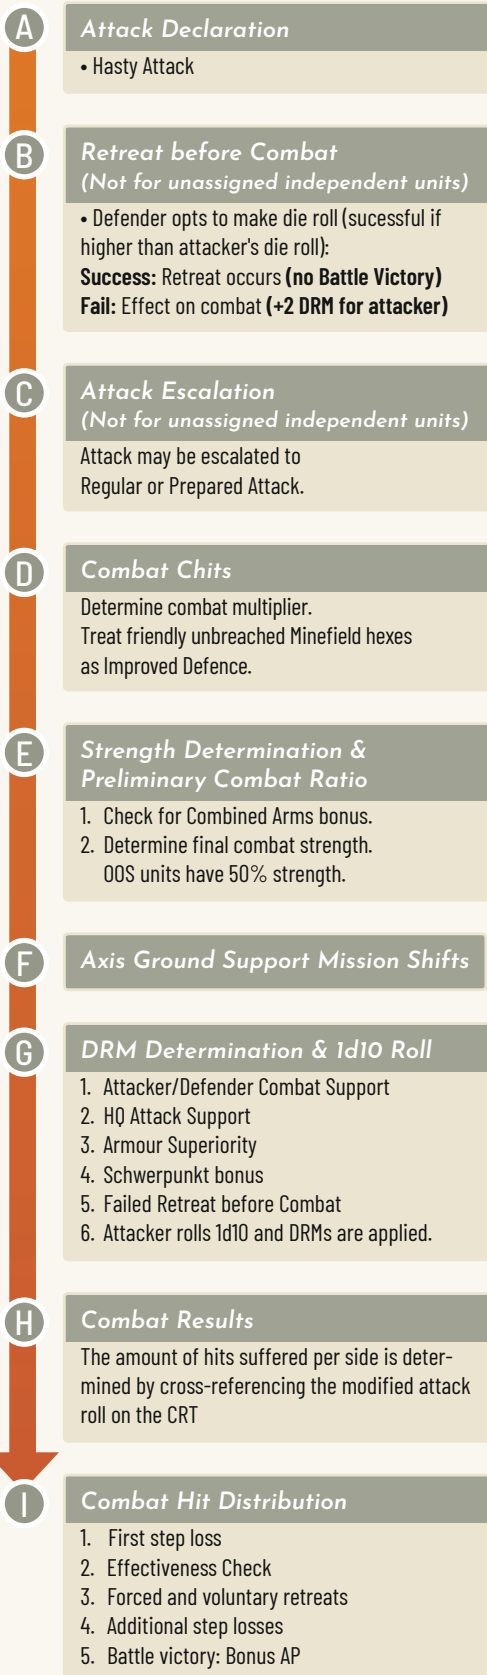 A
Attack Declaration
• Hasty Attack
B
Retreat before Combat
(Not for unassigned independent units)
• Defender opts to make die roll (sucessful if
higher than attacker's die roll):
Success: Retreat occurs (no Battle Victory)
Fail: Effect on combat (+2 DRM for attacker)
C
Attack Escalation
(Not for unassigned independent units)
Attack may be escalated to
Regular or Prepared Attack.
D
Combat Chits
Determine combat multiplier.
Treat friendly unbreached Minefield hexes
as Improved Defence.
E
Strength Determination &
Preliminary Combat Ratio
1. Check for Combined Arms bonus.
2. Determine final combat strength.
OOS units have 50% strength.
F
Axis Ground Support Mission Shifts
G
DRM Determination & 1d10 Roll
1. Attacker/Defender Combat Support
2. HQ Attack Support
3. Armour Superiority
4. Schwerpunkt bonus
5. Failed Retreat before Combat
6. Attacker rolls 1d10 and DRMs are applied.
H
Combat Results
The amount of hits suffered per side is deter-
mined by cross-referencing the modified attack
roll on the CRT
I
Combat Hit Distribution
1. First step loss
2. Effectiveness Check
3. Forced and voluntary retreats
4. Additional step losses
5. Battle victory: Bonus AP